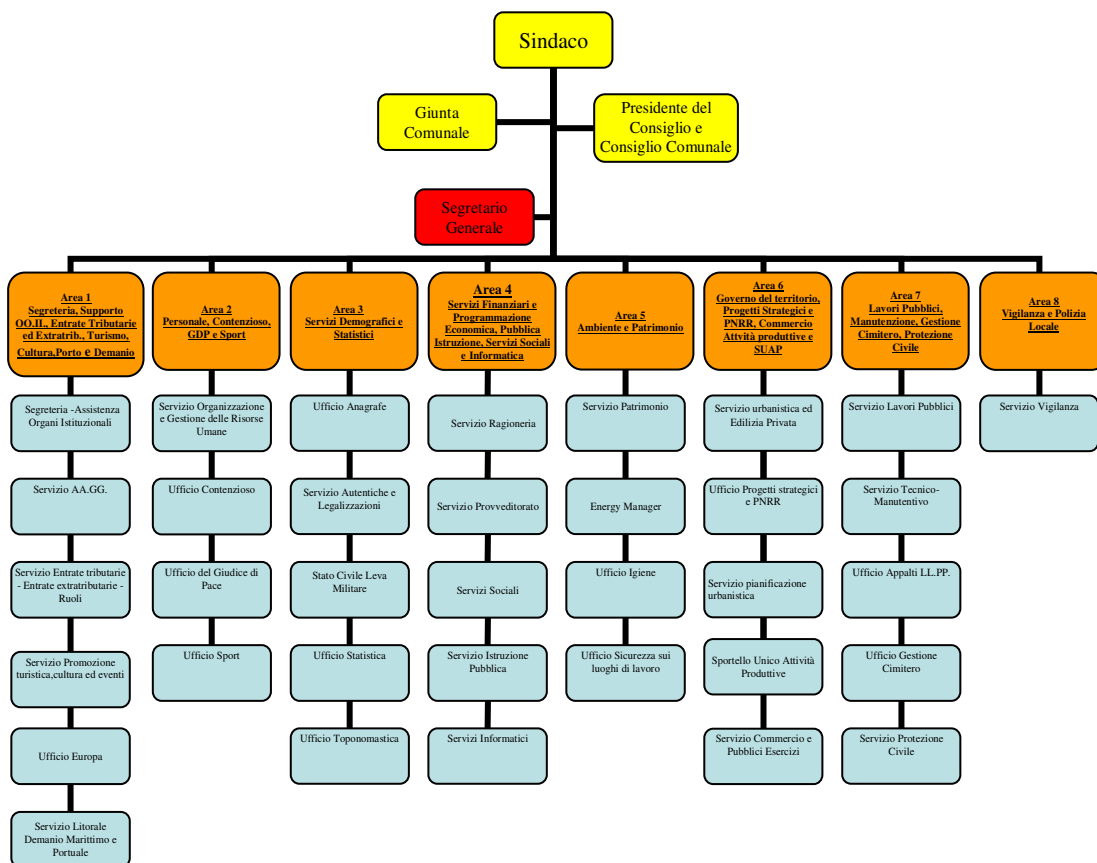 Sindaco
Giunta
Comunale
Presidente del
Consiglio e
Consiglio Comunale
Segretario
Generale
Area 1
Segreteria, Supporto
OO.II., Entrate Tributarie
ed Extratrib., Turismo,
Cultura,Porto e Demanio
Area 2
Personale, Contenzioso,
GDP e Sport
Area 3
Servizi Demografici e
Statistici
Area 4
Servizi Finanziari e
Programmazione
Economica, Pubblica
Istruzione, Servizi Sociali
e Informatica
Area 5
Ambiente e Patrimonio
Area 6
Governo del territorio,
Progetti Strategici e
PNRR, Commercio
Attvità produttive e
SUAP
Area 7
Lavori Pubblici,
Manutenzione, Gestione
Cimitero, Protezione
Civile
Area 8
Vigilanza e Polizia
Locale
Segreteria -Assistenza
Organi Istituzionali
Servizio AA.GG.
Servizio Entrate tributarie
- Entrate extratributarie -
Ruoli
Servizio Promozione
turistica,cultura ed eventi
Ufficio Europa
Servizio Litorale
Demanio Marittimo e
Portuale
Servizio Organizzazione
e Gestione delle Risorse
Umane
Ufficio Contenzioso
Ufficio del Giudice di
Pace
Ufficio Sport
Ufficio Anagrafe
Servizio Autentiche e
Legalizzazioni
Stato Civile Leva
Militare
Ufficio Statistica
Ufficio Toponomastica
Servizio Ragioneria
Servizio Provveditorato
Servizi Sociali
Servizio Istruzione
Pubblica
Servizi Informatici
Servizio Patrimonio
Energy Manager
Ufficio Igiene
Ufficio Sicurezza sui
luoghi di lavoro
Servizio urbanistica ed
Edilizia Privata
Ufficio Progetti strategici
e PNRR
Servizio pianificazione
urbanistica
Sportello Unico Attività
Produttive
Servizio Commercio e
Pubblici Esercizi
Servizio Lavori Pubblici
Servizio Tecnico-
Manutentivo
Ufficio Appalti LL.PP.
Ufficio Gestione
Cimitero
Servizio Protezione
Civile
Servizio Vigilanza